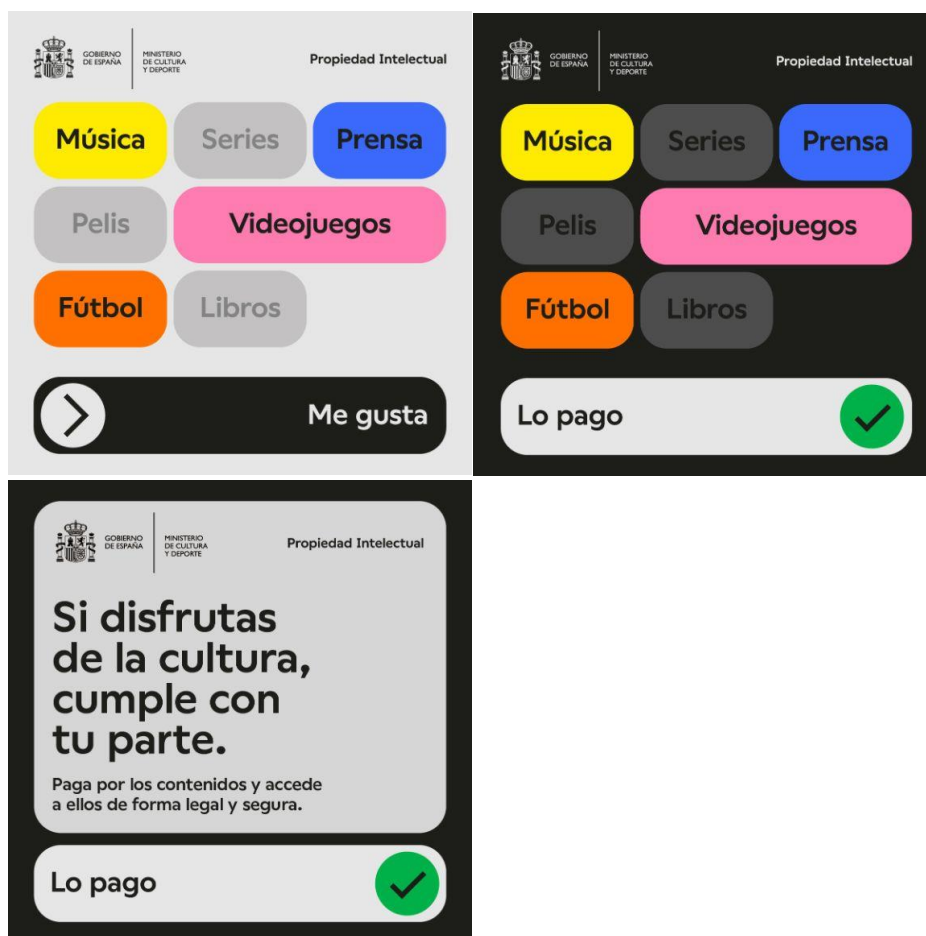 GOBIERNO
DE ESPAÑA
MINISTERIO
DE CULTURA
Y DEPORTE
Propiedad Intelectual
Música
Series
Prensa
Pelis
Videojuegos
Fútbol
Libros
Me gusta
GOBIERNO
DE ESPAÑA
MINISTERIO
DE CULTURA
Y DEPORTE
Propiedad Intelectual
Música
Series
Prensa
Pelis
Videojuegos
Fútbol
Libros
Lo pago
GOBIERNO
DE ESPAÑA
MINISTERIO
DE CULTURA
Y DEPORTE
Propiedad Intelectual
Si disfrutas
de la cultura,
cumple con
tu parte.
Paga por los contenidos y accede
a ellos de forma legal y segura.
Lo pago